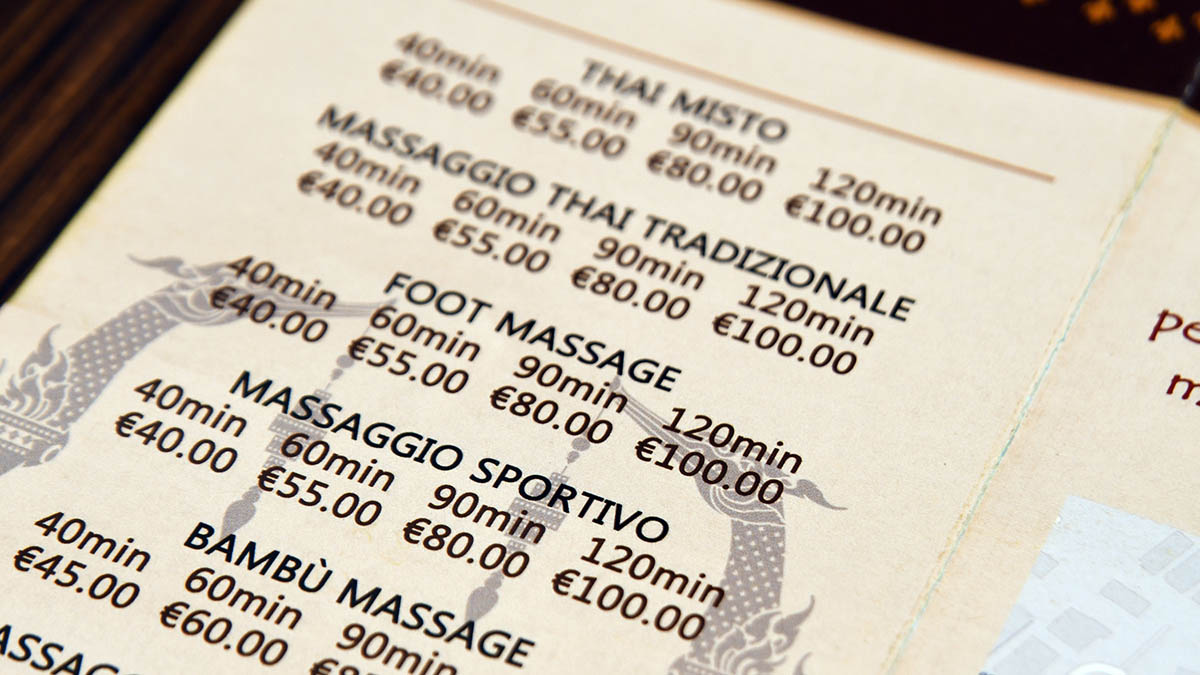 THAI MISTO
40min 60min 90min 120min
€40.00 €55.00 €80.00 €100.00
MASSAGGIO THAI TRADIZIONALE
40min 60min 90min 120min
€40.00 €55.00 €80.00 €100.00
FOOT MASSAGE
40min 60min 90min 120min
€40.00 €55.00 €80.00 €100.00
MASSAGGIO SPORTIVO
40min 60min 90min 120min
€40.00 €55.00 €80.00 €100.00
BAMBÙ MASSAGE
40min 60min 90min
€45.00 €60.00
pe
m